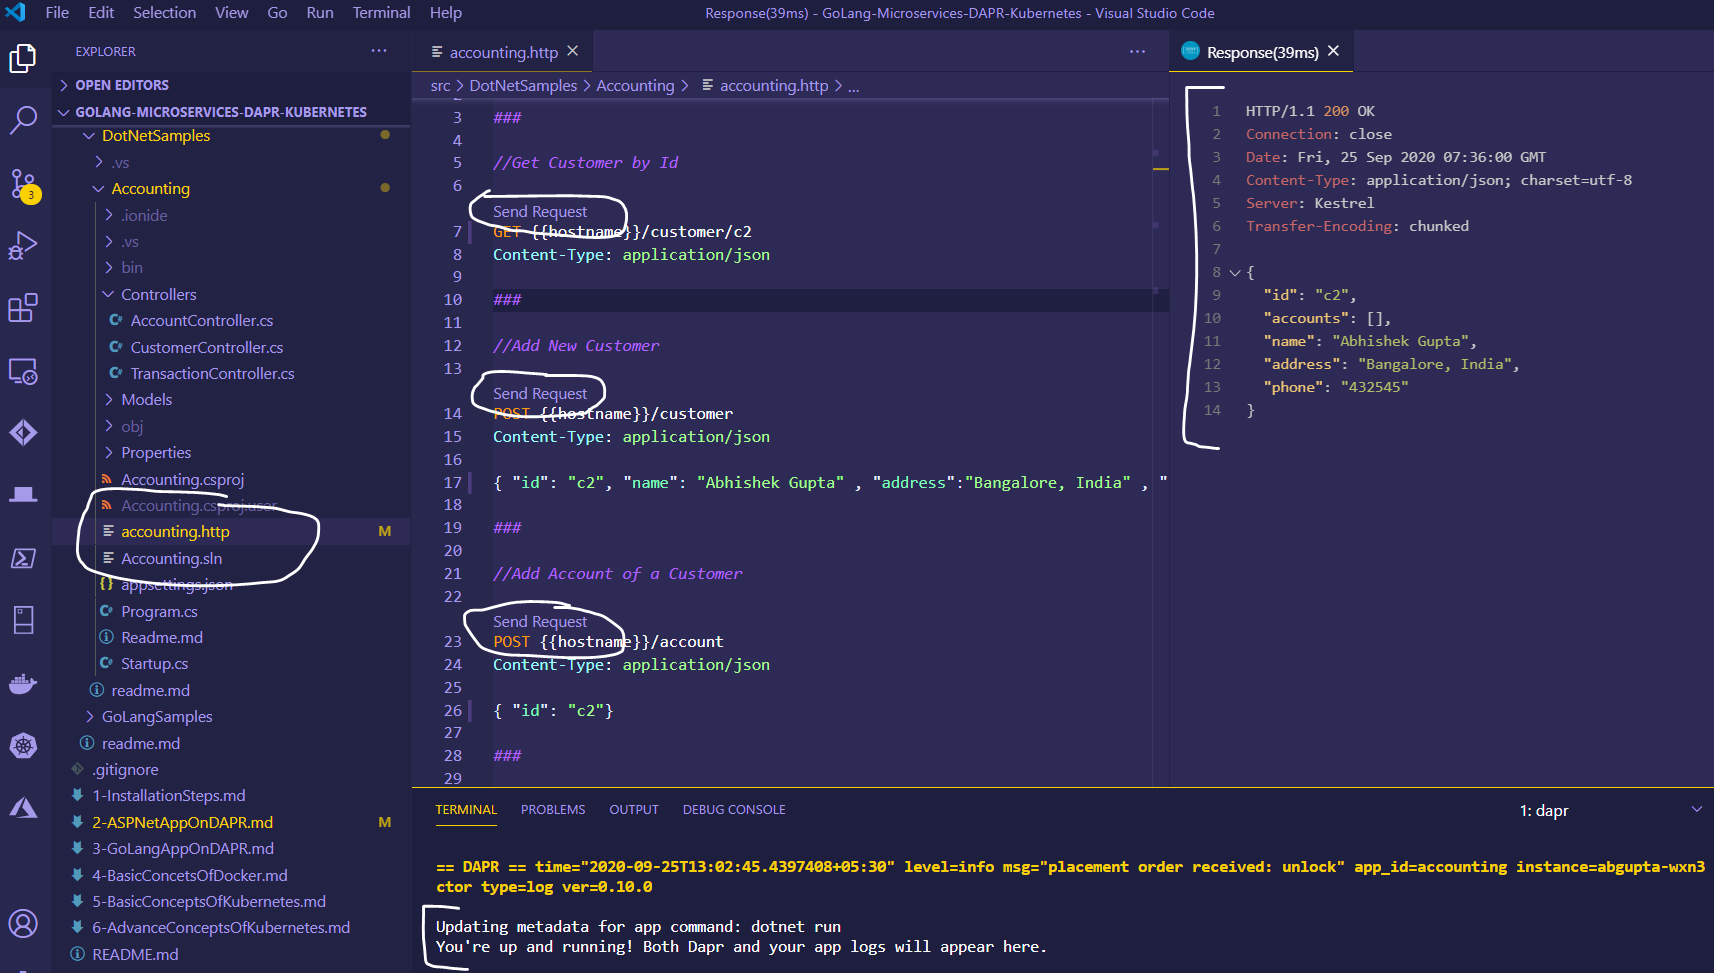 File Edit Selection View Go Run Terminal Help
Response(39ms) - GoLang-Microservices-DAPR-Kubernetes - Visual Studio Code
EXPLORER
OPEN EDITORS
GOLANG-MICROSERVICES-DAPR-KUBERNETES
DotNetSamples
.vs
Accounting
.ionide
.vs
bin
Controllers
AccountController.cs
CustomerController.cs
TransactionController.cs
Models
obj
Properties
Accounting.csproj
Accounting.csproj.user
accounting.http M
Accounting.sln
appsettings.json
Program.cs
Readme.md
Startup.cs
readme.md
GoLangSamples
readme.md
.gitignore
1-InstallationSteps.md
2-ASPNetAppOnDAPR.md M
3-GoLangAppOnDAPR.md
4-BasicConcetsOfDocker.md
5-BasicConceptsOfKubernetes.md
6-AdvanceConceptsOfKubernetes.md
README.md
3
accounting.http
src > DotNetSamples > Accounting > accounting.http > ...
3 ###
4
5 //Get Customer by Id
6
Send Request
7 GET {{hostname}}/customer/c2
8 Content-Type: application/json
9
10 ###
11
12 //Add New Customer
13
Send Request
14 POST {{hostname}}/customer
15 Content-Type: application/json
16
17 { "id": "c2", "name": "Abhishek Gupta" , "address":"Bangalore, India" , "
18
19 ###
20
21 //Add Account of a Customer
22
Send Request
23 POST {{hostname}}/account
24 Content-Type: application/json
25
26 { "id": "c2"}
27
28 ###
29
Response(39ms)
1 HTTP/1.1 200 OK
2 Connection: close
3 Date: Fri, 25 Sep 2020 07:36:00 GMT
4 Content-Type: application/json; charset=utf-8
5 Server: Kestrel
6 Transfer-Encoding: chunked
7
8 {
9 "id": "c2",
10 "accounts": [],
11 "name": "Abhishek Gupta",
12 "address": "Bangalore, India",
13 "phone": "432545"
14 }
TERMINAL PROBLEMS OUTPUT DEBUG CONSOLE
1: dapr
== DAPR == time="2020-09-25T13:02:45.4397408+05:30" level=info msg="placement order received: unlock" app_id=accounting instance=abgupta-wxn3
ctor type=log ver=0.10.0
Updating metadata for app command: dotnet run
You're up and running! Both Dapr and your app logs will appear here.